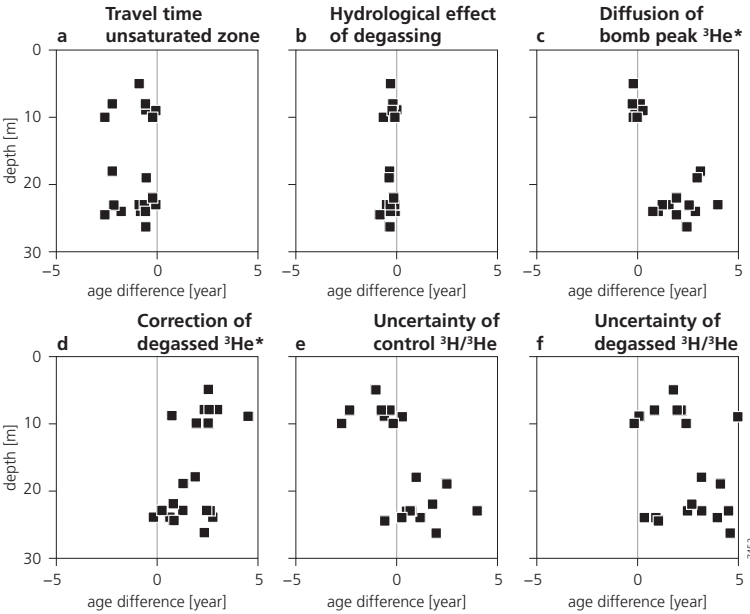 a Travel time
unsaturated zone
b Hydrological effect
of degassing
c Diffusion of
bomb peak ³He*
depth [m]
0
10
20
30
−5 0 5
age difference [year]
−5 0 5
age difference [year]
−5 0 5
age difference [year]
d Correction of
degassed ³He*
e Uncertainty of
control ³H/³He
f Uncertainty of
degassed ³H/³He
depth [m]
0
10
20
30
−5 0 5
age difference [year]
−5 0 5
age difference [year]
−5 0 5
age difference [year]